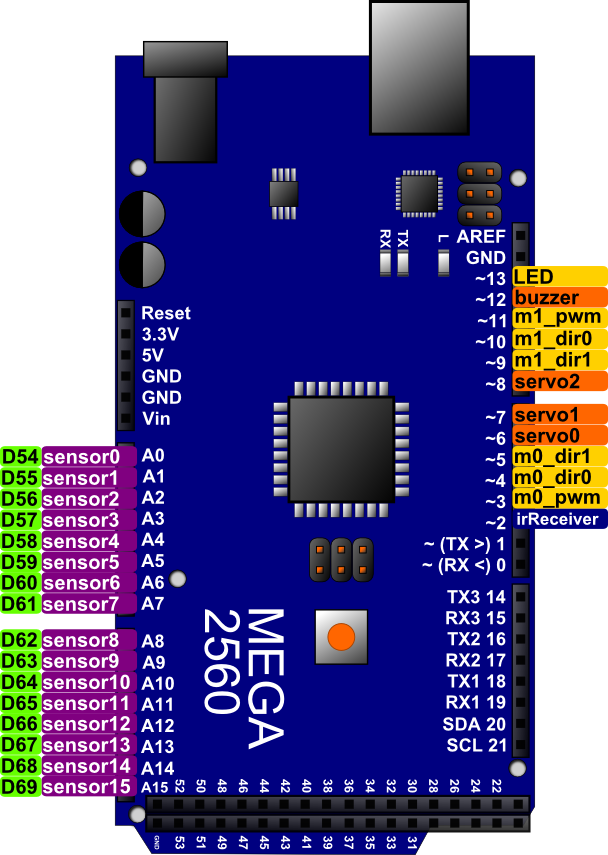 RX
TX
L
AREF
GND
~13 LED
~12 buzzer
~11 m1_pwm
~10 m1_dir0
~9 m1_dir1
~8 servo2
~7 servo1
~6 servo0
~5 m0_dir1
~4 m0_dir0
~3 m0_pwm
~2 irReceiver
~ (TX >) 1
~ (RX <) 0
TX3 14
RX3 15
TX2 16
RX2 17
TX1 18
RX1 19
SDA 20
SCL 21
Reset
3.3V
5V
GND
GND
Vin
D54 sensor0 A0
D55 sensor1 A1
D56 sensor2 A2
D57 sensor3 A3
D58 sensor4 A4
D59 sensor5 A5
D60 sensor6 A6
D61 sensor7 A7
D62 sensor8 A8
D63 sensor9 A9
D64 sensor10 A10
D65 sensor11 A11
D66 sensor12 A12
D67 sensor13 A13
D68 sensor14 A14
D69 sensor15 A15
MEGA
2560
52 50 48 46 44 42 40 38 36 34 32 30 28 26 24 22
GND 53 51 49 47 45 43 41 39 37 35 33 31